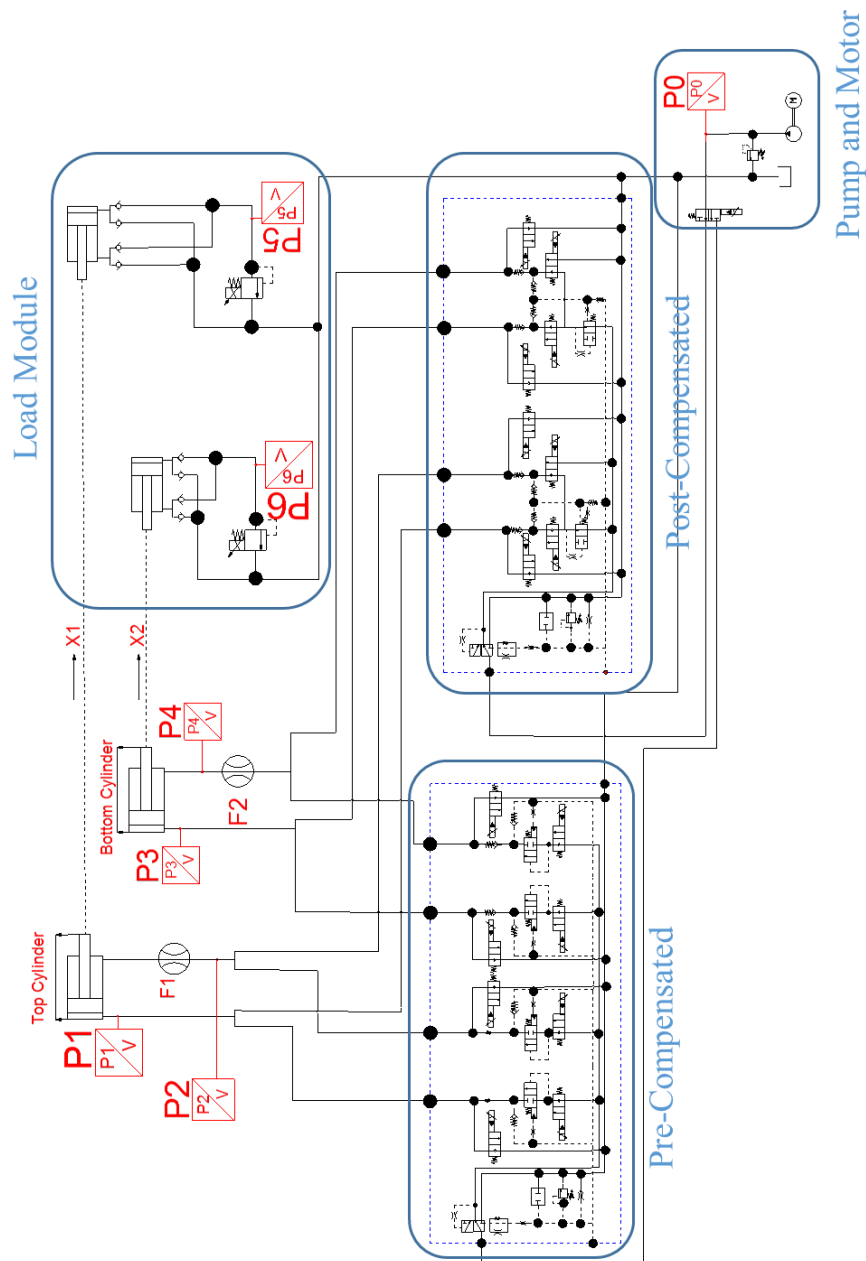 Pump and Motor
P0
P0
V
M
Load Module
P5
V
P5
P6
V
P6
Post-Compensated
X1
X2
P4
P4
V
Bottom Cylinder
F2
P3
P3
V
Top Cylinder
F1
P1
P1
V
P2
P2
V
Pre-Compensated